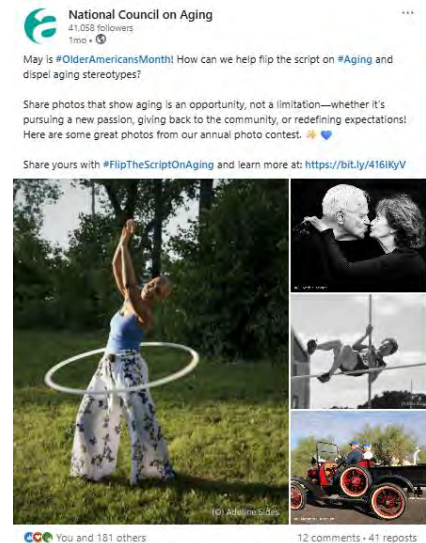 National Council on Aging
41,058 followers
1mo •
May is #OlderAmericansMonth! How can we help flip the script on #Aging and
dispel aging stereotypes?
Share photos that show aging is an opportunity, not a limitation—whether it's
pursuing a new passion, giving back to the community, or redefining expectations!
Here are some great photos from our annual photo contest.
Share yours with #FlipTheScriptOnAging and learn more at: https://bit.ly/416iKyV
(C) Adeline Sides
You and 181 others
12 comments • 41 reposts